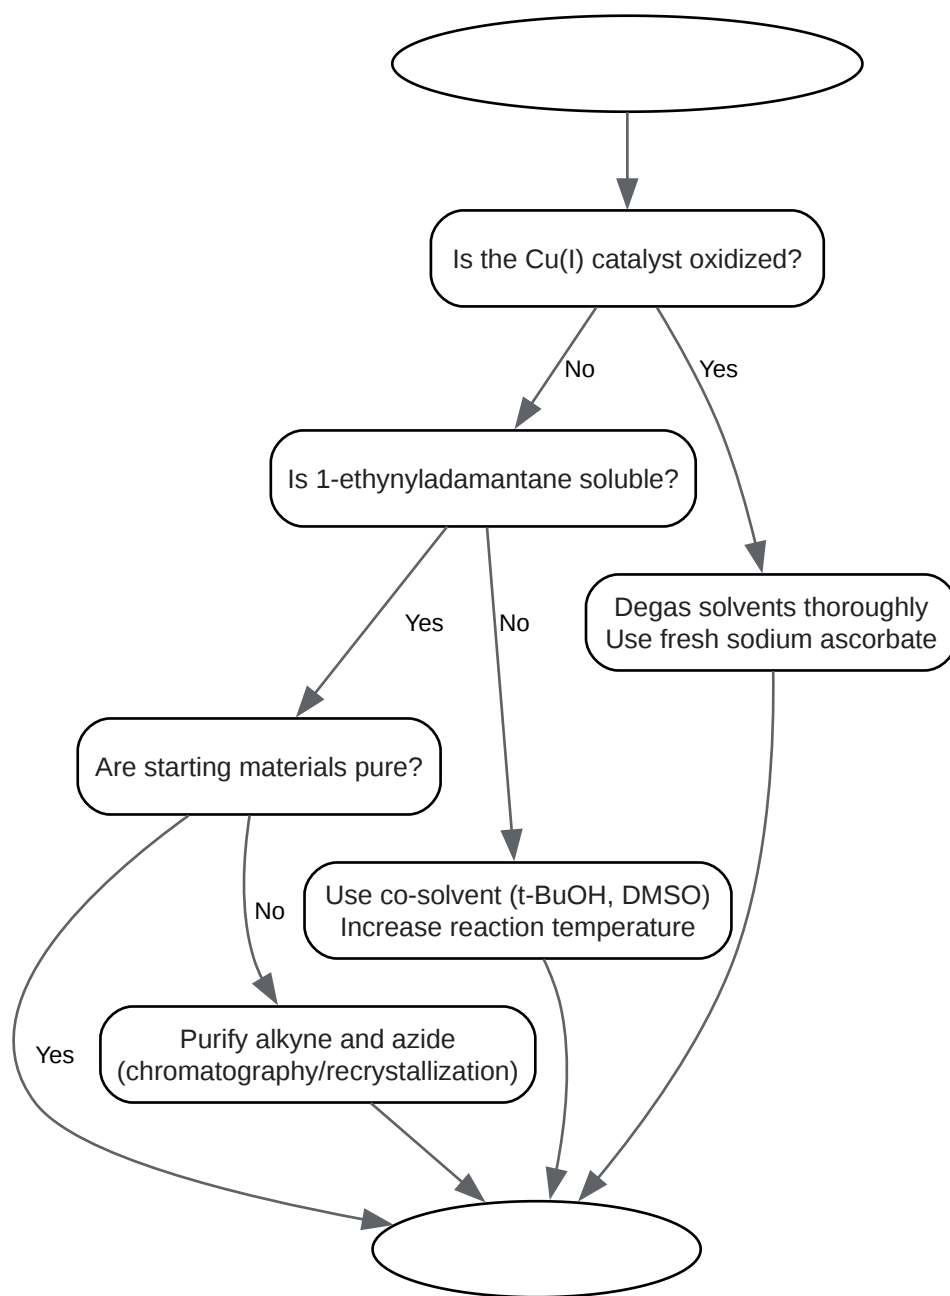 Is the Cu(I) catalyst oxidized?
No
Yes
Is 1-ethynyladamantane soluble?
Yes
No
Degas solvents thoroughly
Use fresh sodium ascorbate
Are starting materials pure?
Use co-solvent (t-BuOH, DMSO)
Increase reaction temperature
No
Purify alkyne and azide
(chromatography/recrystallization)
Yes